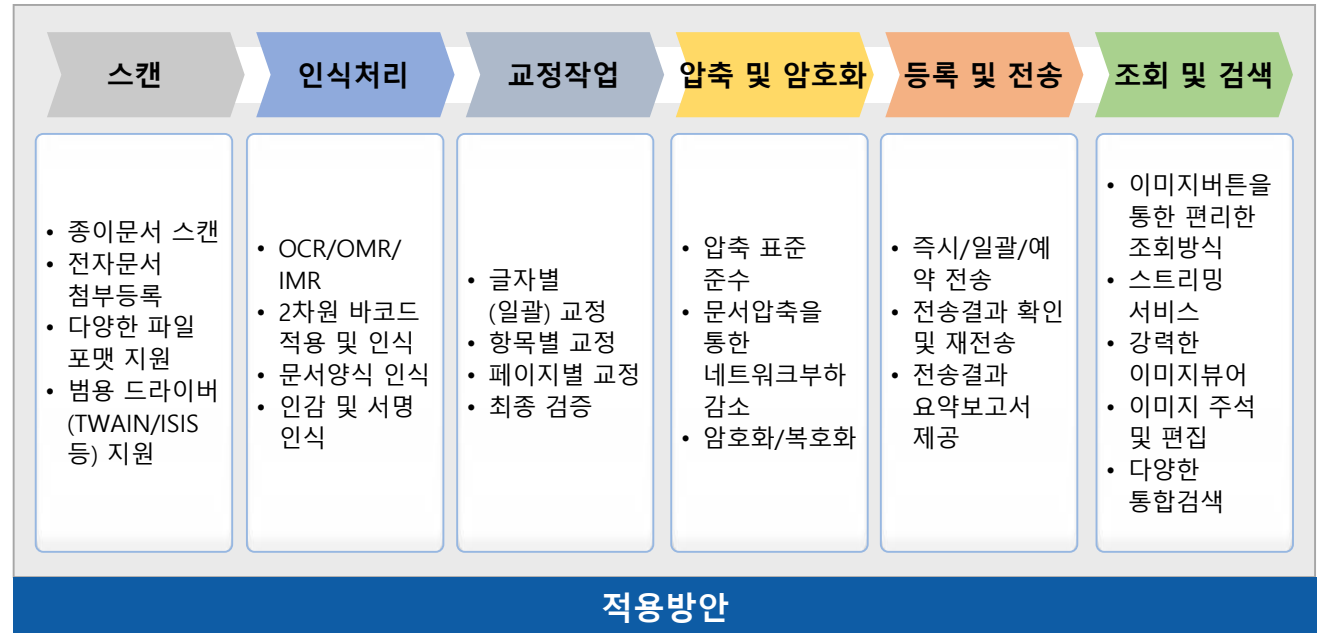 스캔
인식처리
교정작업
압축 및 암호화
등록 및 전송
조회 및 검색
• 종이문서 스캔
• 전자문서
첨부등록
• 다양한 파일
포맷 지원
• 범용 드라이버
(TWAIN/ISIS
등) 지원
• OCR/OMR/
IMR
• 2차원 바코드
적용 및 인식
• 문서양식 인식
• 인감 및 서명
인식
• 글자별
(일괄) 교정
• 항목별 교정
• 페이지별 교정
• 최종 검증
• 압축 표준
준수
• 문서압축을
통한
네트워크부하
감소
• 암호화/복호화
• 즉시/일괄/예
약 전송
• 전송결과 확인
및 재전송
• 전송결과
요약보고서
제공
• 이미지버튼을
통한 편리한
조회방식
• 스트리밍
서비스
• 강력한
이미지뷰어
• 이미지 주석
및 편집
• 다양한
통합검색
적용방안